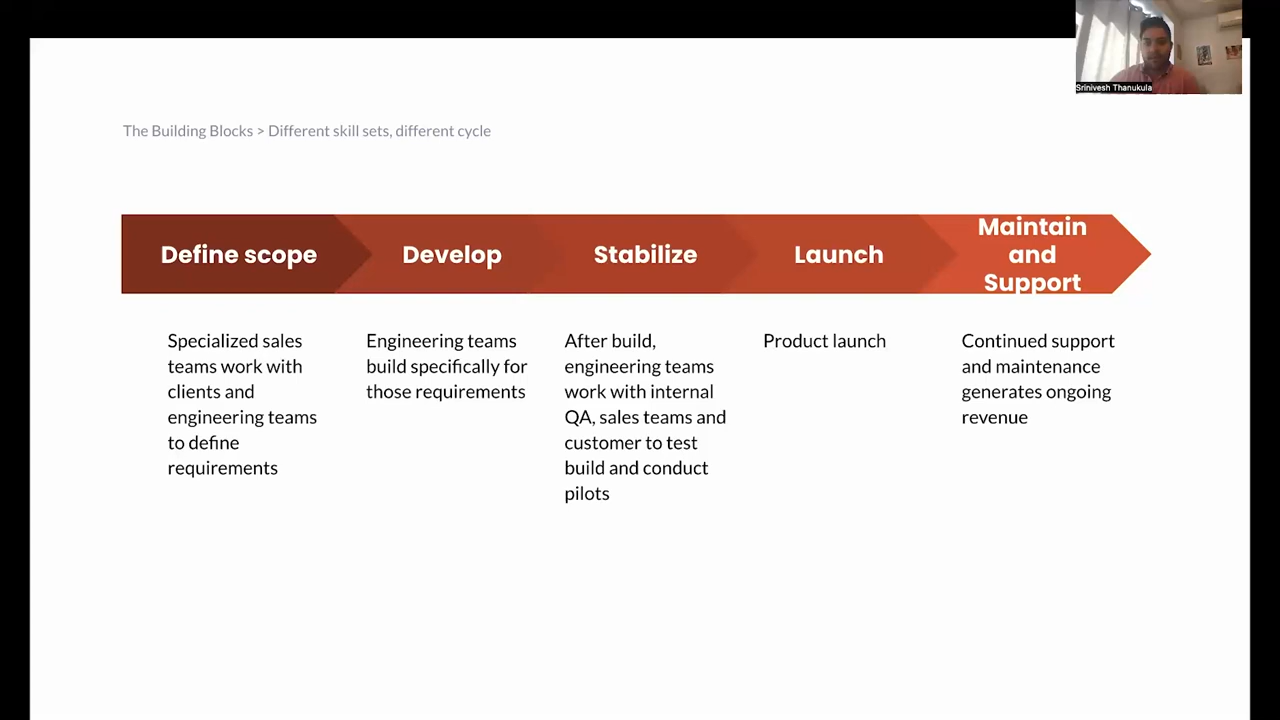 Srinivesh Thanukula
The Building Blocks > Different skill sets, different cycle
Define scope
Develop
Stabilize
Launch
Maintain
and
Support
Specialized sales
teams work with
clients and
engineering teams
to define
requirements
Engineering teams
build specifically for
those requirements
After build,
engineering teams
work with internal
QA, sales teams and
customer to test
build and conduct
pilots
Product launch
Continued support
and maintenance
generates ongoing
revenue